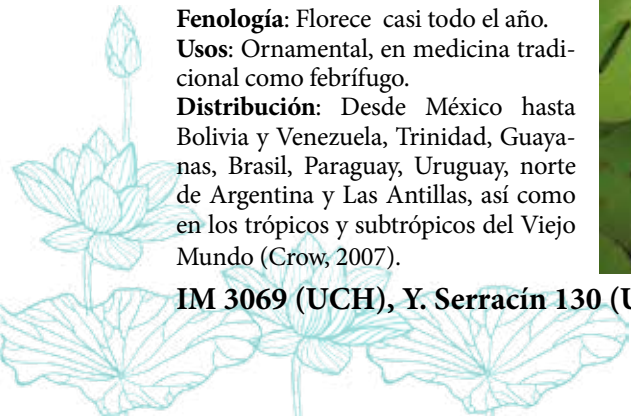 Fenología: Florece casi todo el año.
Usos: Ornamental, en medicina tradi-
cional como febrífugo.
Distribución: Desde México hasta
Bolivia y Venezuela, Trinidad, Guaya-
nas, Brasil, Paraguay, Uruguay, norte
de Argentina y Las Antillas, así como
en los trópicos y subtrópicos del Viejo
Mundo (Crow, 2007).
IM 3069 (UCH), Y. Serracín 130 (U